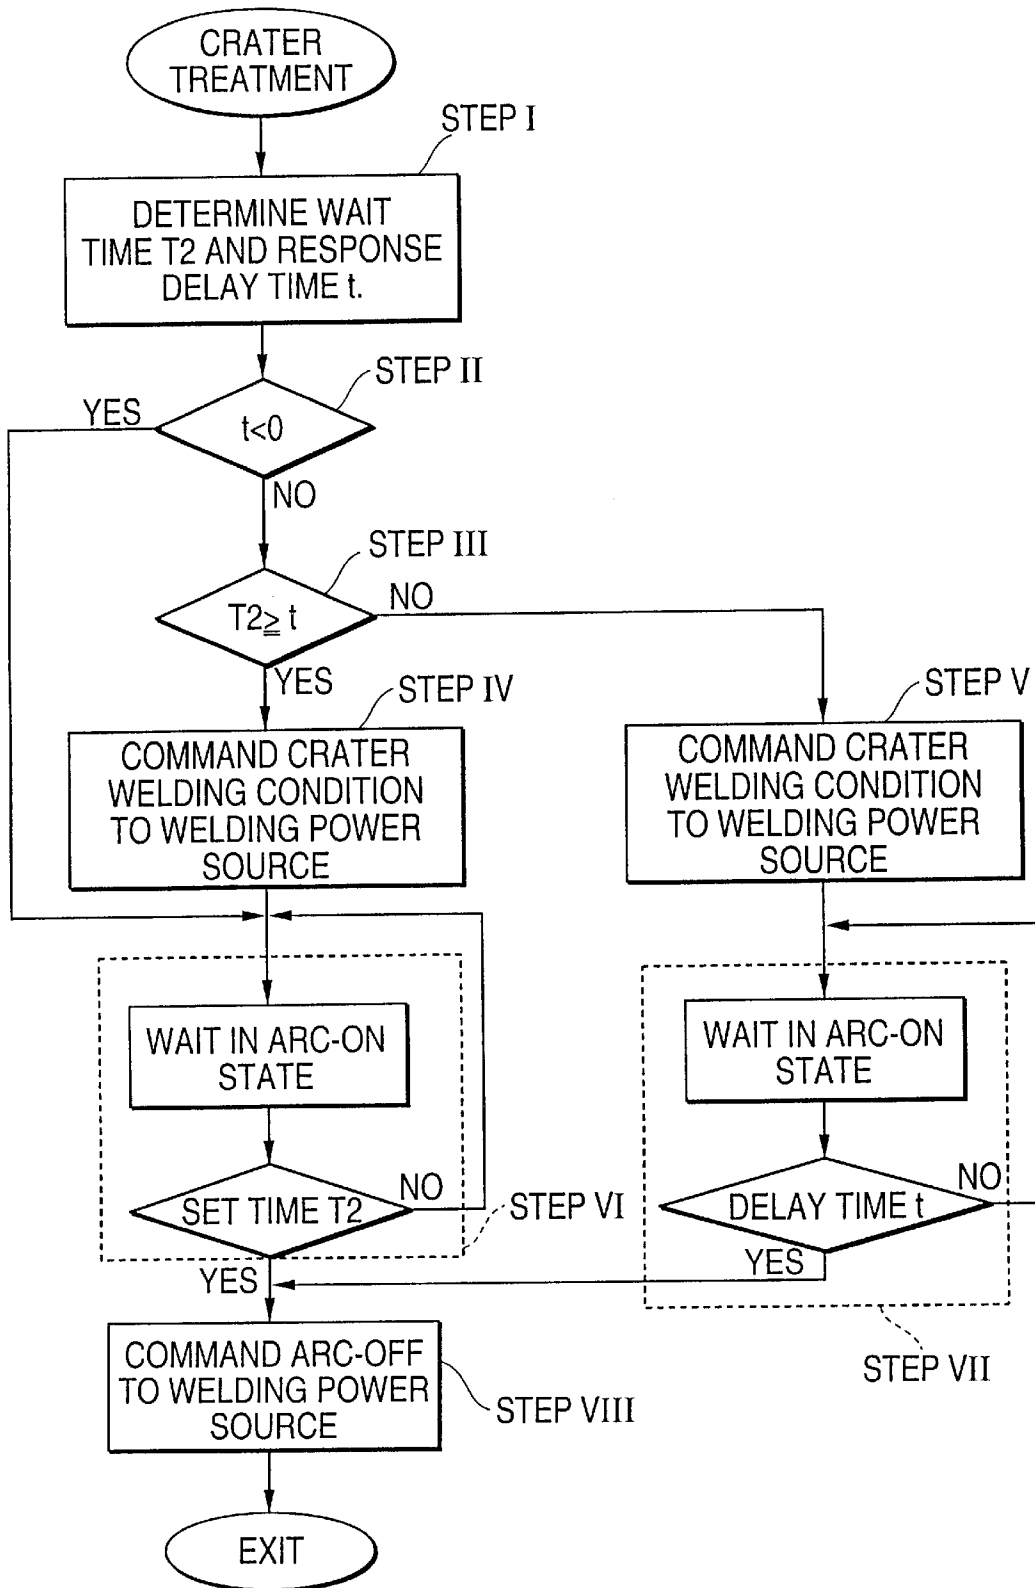 CRATER
TREATMENT
STEP I
DETERMINE WAIT
TIME T2 AND RESPONSE
DELAY TIME t.
STEP II
YES
t<0
NO
STEP III
T2≧ t
NO
YES
STEP IV
STEP V
COMMAND CRATER
WELDING CONDITION
TO WELDING POWER
SOURCE
COMMAND CRATER
WELDING CONDITION
TO WELDING POWER
SOURCE
WAIT IN ARC-ON
STATE
WAIT IN ARC-ON
STATE
SET TIME T2
NO
STEP VI
DELAY TIME t
NO
YES
YES
COMMAND ARC-OFF
TO WELDING POWER
SOURCE
STEP VII
STEP VIII
EXIT